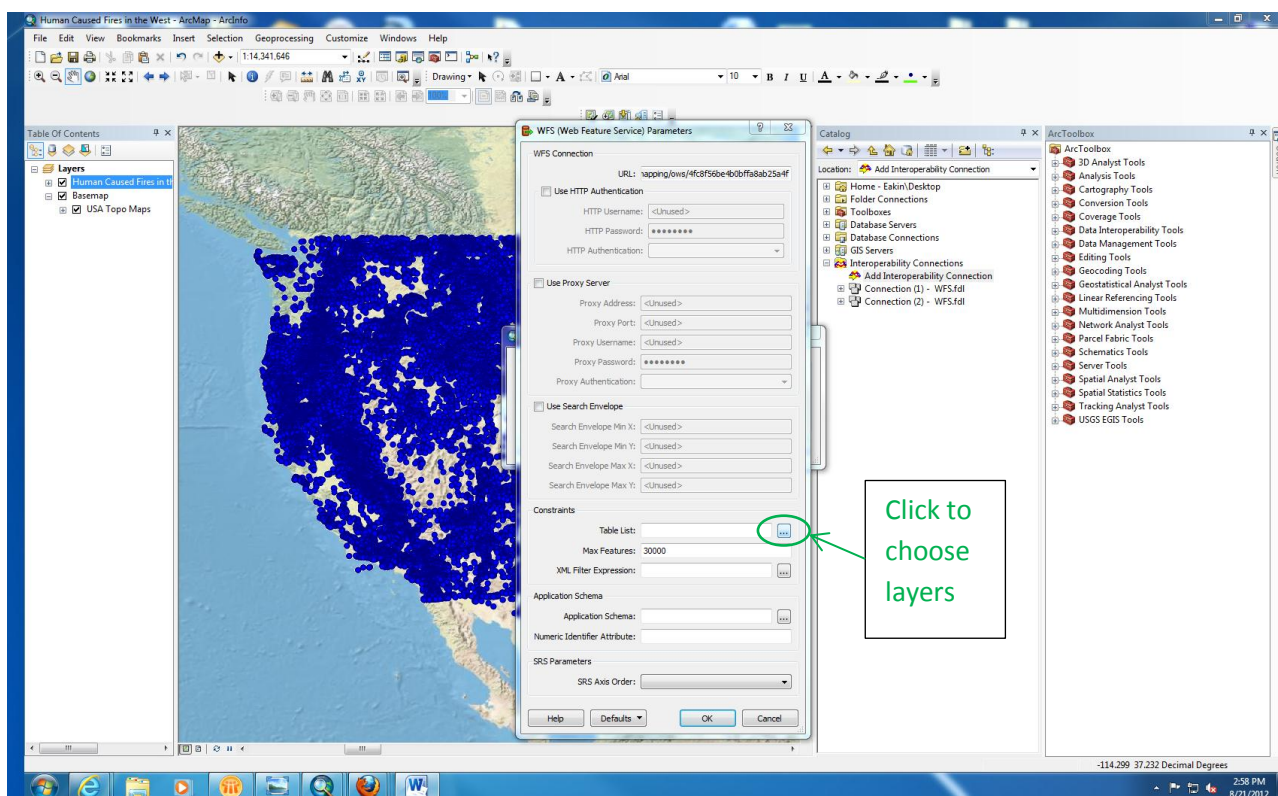 Human Caused Fires in the West - ArcMap - ArcInfo
File Edit View Bookmarks Insert Selection Geoprocessing Customize Windows Help
1:14,341,646
Drawing
A
Arial
10
B I U A
100%
Table Of Contents
Layers
Human Caused Fires in th
Basemap
USA Topo Maps
WFS (Web Feature Service) Parameters
WFS Connection
URL: napping/ows/4fc8f56be4b0bffa8ab25a4f
Use HTTP Authentication
HTTP Username: <Unused>
HTTP Password: ●●●●●●●●
HTTP Authentication:
Use Proxy Server
Proxy Address: <Unused>
Proxy Port: <Unused>
Proxy Username: <Unused>
Proxy Password: ●●●●●●●●
Proxy Authentication:
Use Search Envelope
Search Envelope Min X: <Unused>
Search Envelope Min Y: <Unused>
Search Envelope Max X: <Unused>
Search Envelope Max Y: <Unused>
Constraints
Table List: ...
Max Features: 30000
XML Filter Expression: ...
Application Schema
Application Schema: ...
Numeric Identifier Attribute:
SRS Parameters
SRS Axis Order:
Help Defaults OK Cancel
Click to
choose
layers
Catalog
Location: Add Interoperability Connection
Home - Eakin\Desktop
Folder Connections
Toolboxes
Database Servers
Database Connections
GIS Servers
Interoperability Connections
Add Interoperability Connection
Connection (1) - WFS.fdl
Connection (2) - WFS.fdl
ArcToolbox
ArcToolbox
3D Analyst Tools
Analysis Tools
Cartography Tools
Conversion Tools
Coverage Tools
Data Interoperability Tools
Data Management Tools
Editing Tools
Geocoding Tools
Geostatistical Analyst Tools
Linear Referencing Tools
Multidimension Tools
Network Analyst Tools
Parcel Fabric Tools
Schematics Tools
Server Tools
Spatial Analyst Tools
Spatial Statistics Tools
Tracking Analyst Tools
USGS EGIS Tools
-114.299 37.232 Decimal Degrees
2:58 PM
8/21/2012